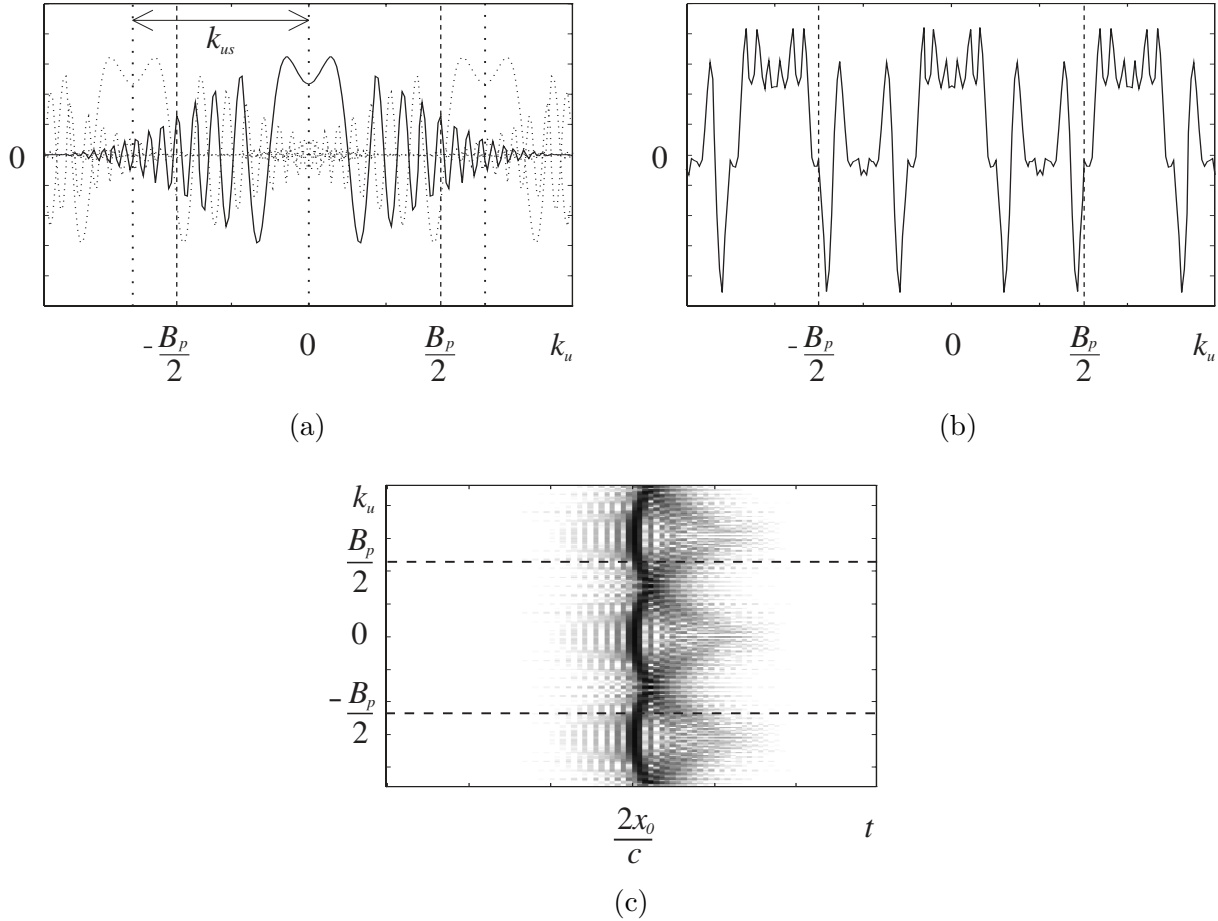 k_us
0
- B_p/2
0
B_p/2
k_u
(a)
0
- B_p/2
0
B_p/2
k_u
(b)
k_u
B_p/2
0
- B_p/2
2x_0/c
t
(c)